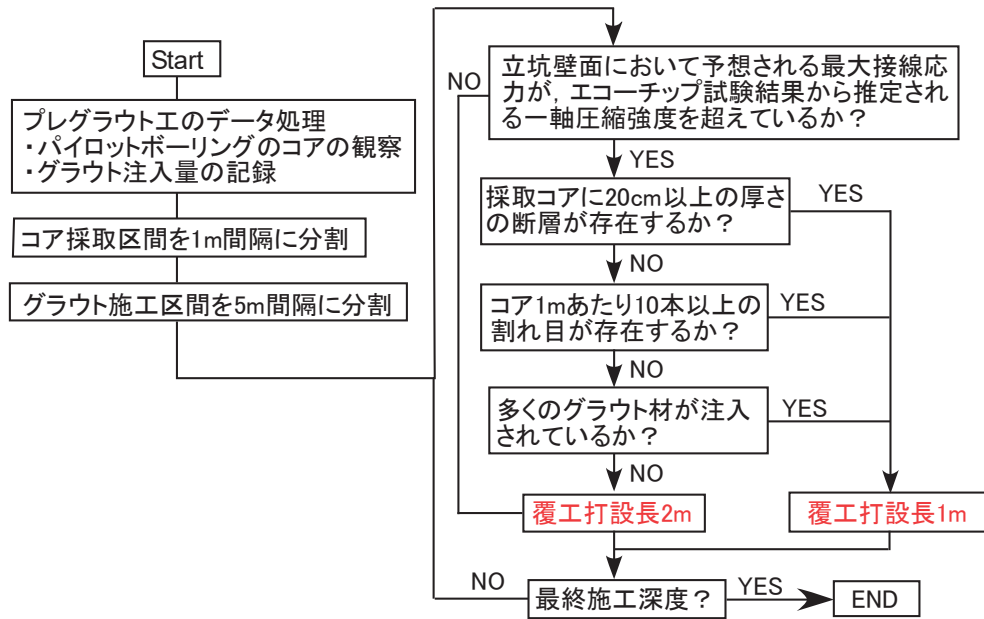 Start
プレグラウト工のデータ処理
・パイロットボーリングのコアの観察
・グラウト注入量の記録
コア採取区間を1m間隔に分割
グラウト施工区間を5m間隔に分割
立坑壁面において予想される最大接線応
力が，エコーチップ試験結果から推定され
る一軸圧縮強度を超えているか？
NO
YES
採取コアに20cm以上の厚さ
の断層が存在するか？
YES
NO
コア1mあたり10本以上の
割れ目が存在するか？
YES
NO
多くのグラウト材が注入
されているか？
YES
NO
覆工打設長2m
覆工打設長1m
最終施工深度？
NO
YES
END